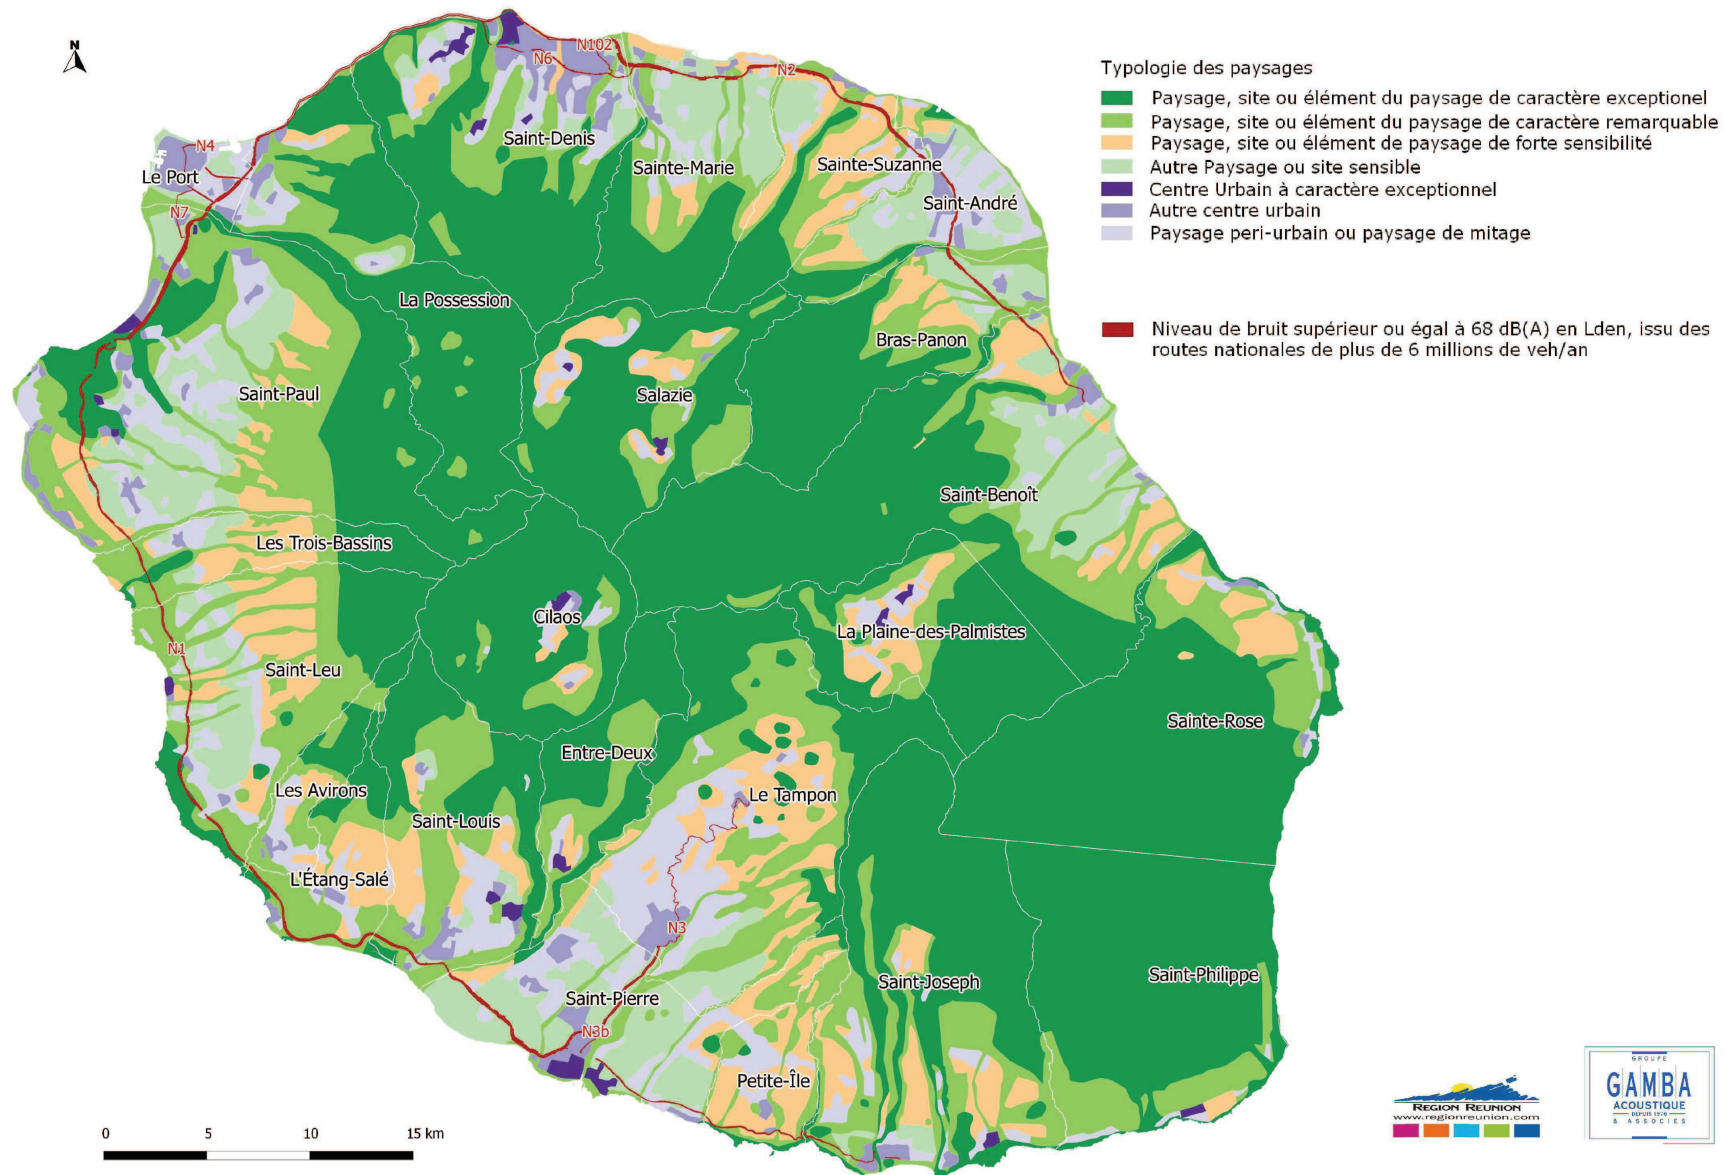 N
N102
N6
N2
Typologie des paysages
Paysage, site ou élément du paysage de caractère exceptionel
Paysage, site ou élément du paysage de caractère remarquable
Paysage, site ou élément de paysage de forte sensibilité
Autre Paysage ou site sensible
Centre Urbain à caractère exceptionnel
Autre centre urbain
Paysage peri-urbain ou paysage de mitage
Niveau de bruit supérieur ou égal à 68 dB(A) en Lden, issu des
routes nationales de plus de 6 millions de veh/an
N4
Saint-Denis
Sainte-Marie
Sainte-Suzanne
Le Port
Saint-André
N7
La Possession
Bras-Panon
Saint-Paul
Salazie
Saint-Benoît
Les Trois-Bassins
Cilaos
La Plaine-des-Palmistes
N1
Saint-Leu
Sainte-Rose
Entre-Deux
Les Avirons
Le Tampon
Saint-Louis
L'Étang-Salé
N3
Saint-Philippe
Saint-Joseph
Saint-Pierre
N3b
Petite-Île
0 5 10 15 km
REGION REUNION
www.regionreunion.com
GROUPE
GAMBA
ACOUSTIQUE
DEPUIS 1976
& ASSOCIES